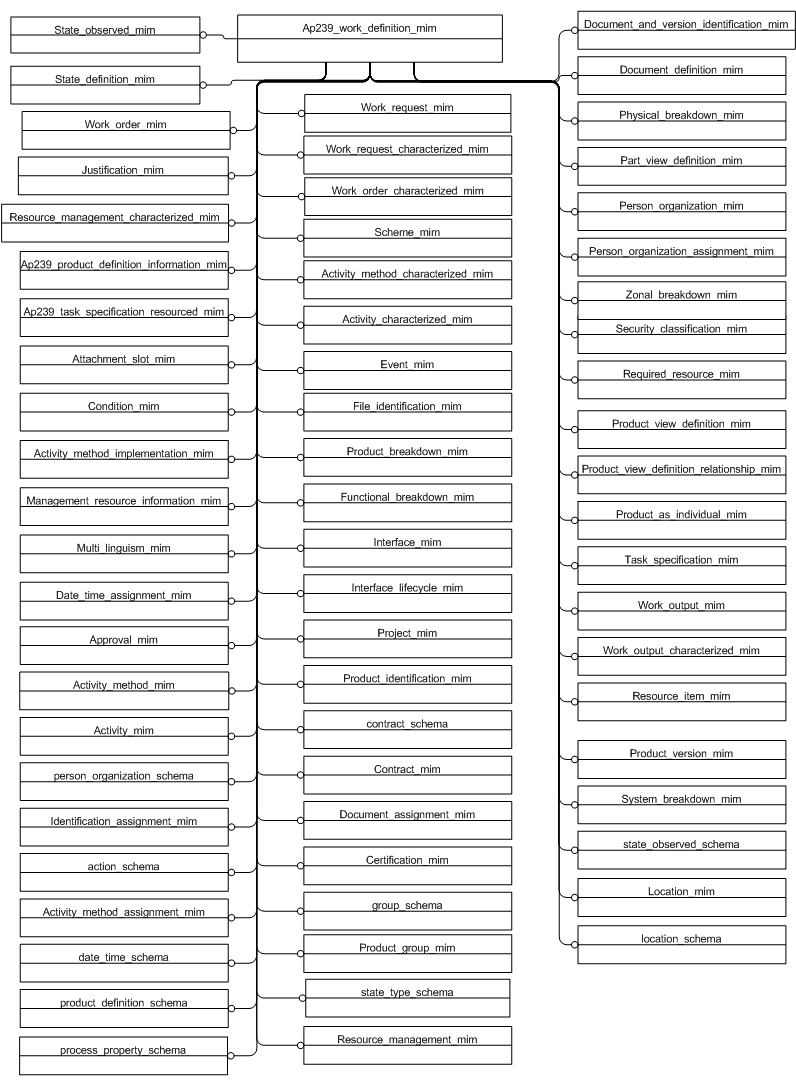 Ap239_work_definition_mim
State_observed_mim
State_definition_mim
Work_order_mim
Justification_mim
Resource_management_characterized_mim
Ap239_product_definition_information_mim
Ap239_task_specification_resourced_mim
Attachment_slot_mim
Condition_mim
Activity_method_implementation_mim
Management_resource_information_mim
Multi_linguism_mim
Date_time_assignment_mim
Approval_mim
Activity_method_mim
Activity_mim
person_organization_schema
Identification_assignment_mim
action_schema
Activity_method_assignment_mim
date_time_schema
product_definition_schema
process_property_schema
Work_request_mim
Work_request_characterized_mim
Work_order_characterized_mim
Scheme_mim
Activity_method_characterized_mim
Activity_characterized_mim
Event_mim
File_identification_mim
Product_breakdown_mim
Functional_breakdown_mim
Interface_mim
Interface_lifecycle_mim
Project_mim
Product_identification_mim
contract_schema
Contract_mim
Document_assignment_mim
Certification_mim
group_schema
Product_group_mim
state_type_schema
Resource_management_mim
Document_and_version_identification_mim
Document_definition_mim
Physical_breakdown_mim
Part_view_definition_mim
Person_organization_mim
Person_organization_assignment_mim
Zonal_breakdown_mim
Security_classification_mim
Required_resource_mim
Product_view_definition_mim
Product_view_definition_relationship_mim
Product_as_individual_mim
Task_specification_mim
Work_output_mim
Work_output_characterized_mim
Resource_item_mim
Product_version_mim
System_breakdown_mim
state_observed_schema
Location_mim
location_schema